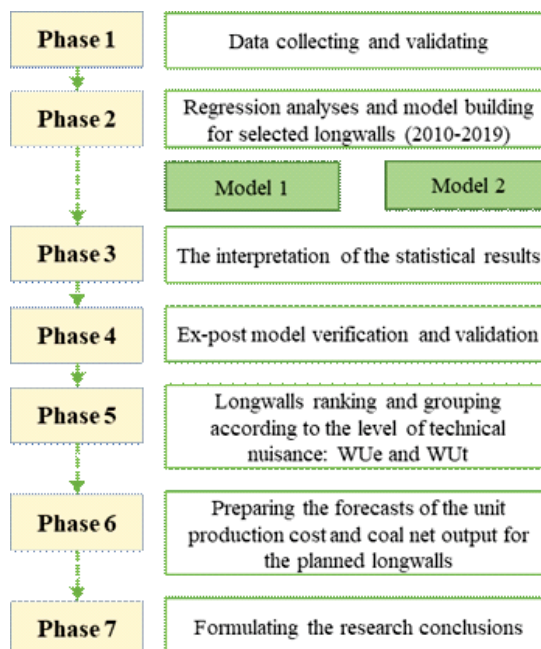 Phase 1
Data collecting and validating
Phase 2
Regression analyses and model building
for selected longwalls (2010-2019)
Model 1
Model 2
Phase 3
The interpretation of the statistical results
Phase 4
Ex-post model verification and validation
Phase 5
Longwalls ranking and grouping
according to the level of technical
nuisance: WUe and WUt
Phase 6
Preparing the forecasts of the unit
production cost and coal net output for
the planned longwalls
Phase 7
Formulating the research conclusions